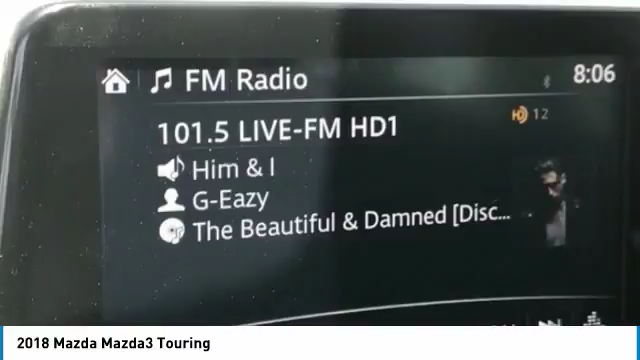 FM Radio
8:06
101.5 LIVE-FM HD1
HD 12
Him & I
G-Eazy
The Beautiful & Damned [Disc...
2018 Mazda Mazda3 Touring